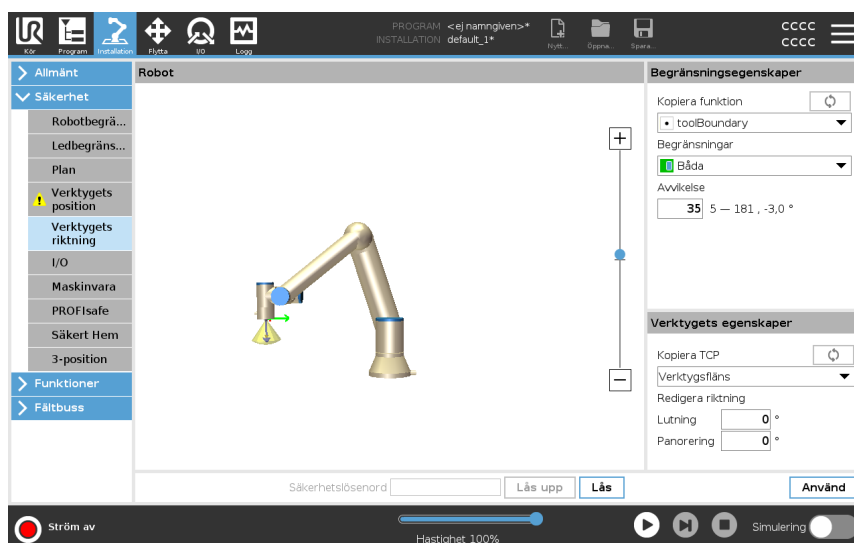 PROGRAM <ej namngiven>*
INSTALLATION default_1*
Kör
Program
Installation
Flytta
I/O
Logg
Nytt...
Öppna...
Spara...
CCCC
CCCC
Allmänt
Säkerhet
Robotbegrä...
Ledbegräns...
Plan
Verktygets
position
Verktygets
riktning
I/O
Maskinvara
PROFIsafe
Säkert Hem
3-position
Funktioner
Fältbuss
Robot
Begränsningsegenskaper
Kopiera funktion
toolBoundary
Begränsningar
Båda
Avvikelse
35 5 — 181 , -3,0 °
Verktygets egenskaper
Kopiera TCP
Verktygsfläns
Redigera riktning
Lutning 0 °
Panorering 0 °
Säkerhetslösenord Lås upp Lås
Använd
Ström av
Hastighet 100%
Simulering